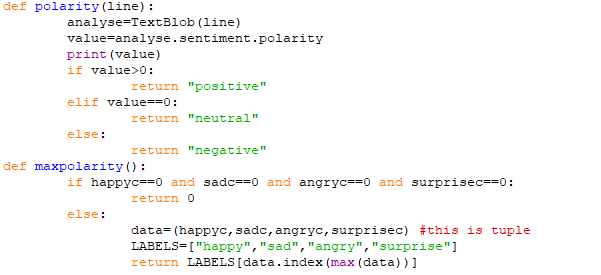 def polarity(line):
        analyse=TextBlob(line)
        value=analyse.sentiment.polarity
        print(value)
        if value>0:
                return "positive"
        elif value==0:
                return "neutral"
        else:
                return "negative"
def maxpolarity():
        if happyc==0 and sadc==0 and angryc==0 and surprisec==0:
                return 0
        else:
                data=(happyc,sadc,angryc,surprisec) #this is tuple
                LABELS=["happy","sad","angry","surprise"]
                return LABELS[data.index(max(data))]